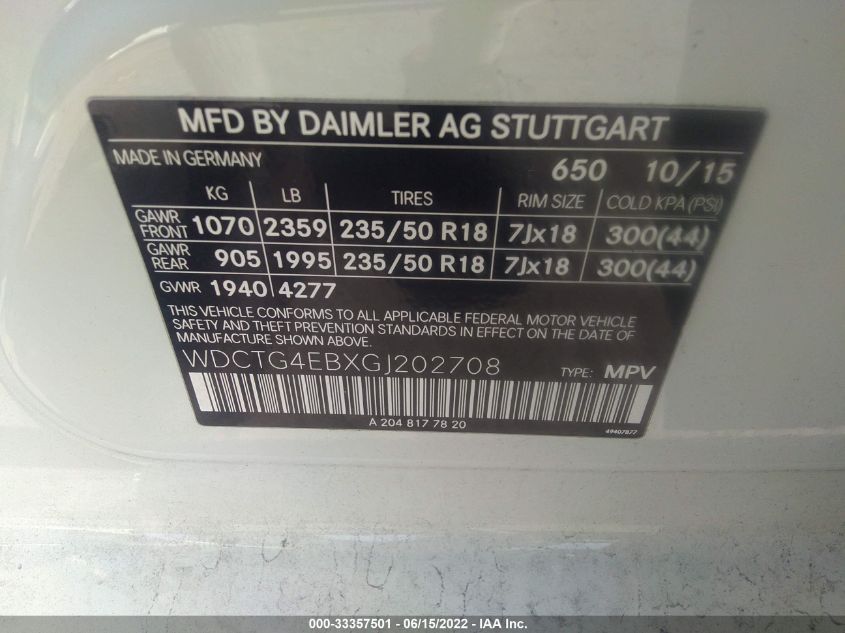 MFD BY DAIMLER AG STUTTGART
MADE IN GERMANY 650 10/15
KG LB TIRES RIM SIZE COLD KPA (PSI)
GAWR FRONT 1070 2359 235/50 R18 7Jx18 300(44)
GAWR REAR 905 1995 235/50 R18 7Jx18 300(44)
GVWR 1940 4277
THIS VEHICLE CONFORMS TO ALL APPLICABLE FEDERAL MOTOR VEHICLE
SAFETY AND THEFT PREVENTION STANDARDS IN EFFECT ON THE DATE OF
MANUFACTURE SHOWN ABOVE.
WDCTG4EBXGJ202708 TYPE: MPV
A 204 817 78 20 49407877
000-33357501 - 06/15/2022 - IAA Inc.